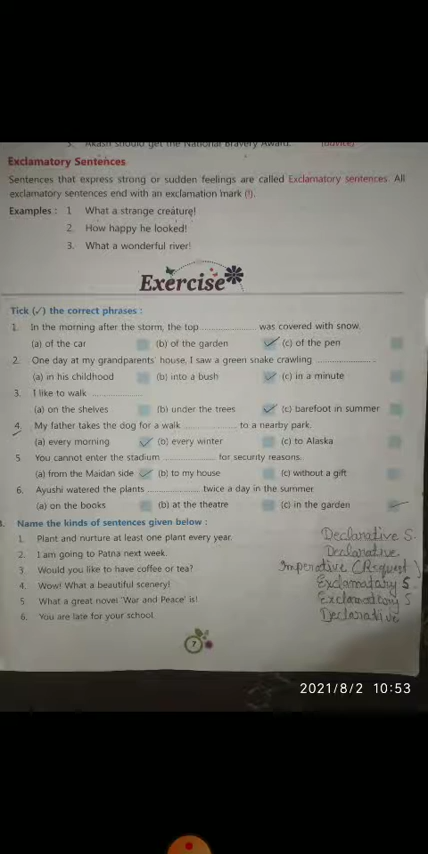 3. Akash should get the National Bravery Award. (advice)
Exclamatory Sentences
Sentences that express strong or sudden feelings are called Exclamatory sentences. All
exclamatory sentences end with an exclamation mark (!).
Examples : 1 What a strange creature!
2. How happy he looked!
3. What a wonderful river!
Exercise
Tick (✓) the correct phrases :
1. In the morning after the storm, the top .................... was covered with snow.
(a) of the car (b) of the garden ✓ (c) of the pen
2. One day at my grandparents' house, I saw a green snake crawling .................... .
(a) in his childhood (b) into a bush ✓ (c) in a minute
3. I like to walk ....................
(a) on the shelves (b) under the trees ✓ (c) barefoot in summer
4. My father takes the dog for a walk .................... to a nearby park.
(a) every morning ✓ (b) every winter (c) to Alaska
5 You cannot enter the stadium .................... for security reasons.
(a) from the Maidan side ✓ (b) to my house (c) without a gift
6. Ayushi watered the plants .................... twice a day in the summer
(a) on the books (b) at the theatre (c) in the garden ✓
Name the kinds of sentences given below :
1. Plant and nurture at least one plant every year. Declarative S.
2. I am going to Patna next week. Declarative.
3. Would you like to have coffee or tea? Imperative (Request)
4. Wow! What a beautiful scenery! Exclamatary S.
5. What a great novel 'War and Peace' is! Exclamatory S
6. You are late for your school. Declarative
7
2021/8/2 10:53